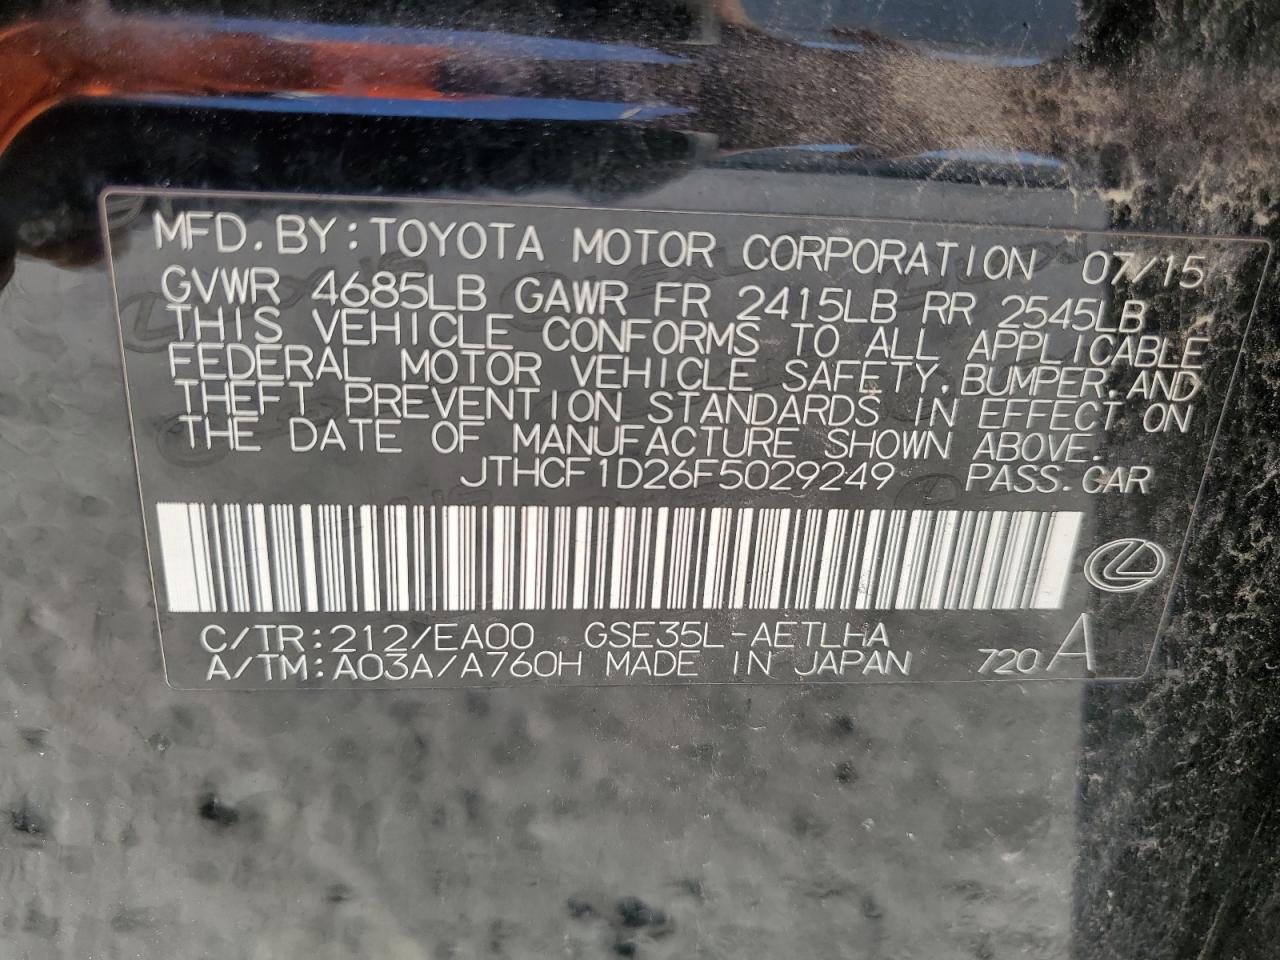 MFD.BY:TOYOTA MOTOR CORPORATION 07/15
GVWR 4685LB GAWR FR 2415LB RR 2545LB
THIS VEHICLE CONFORMS TO ALL APPLICABLE
FEDERAL MOTOR VEHICLE SAFETY,BUMPER,AND
THEFT PREVENTION STANDARDS IN EFFECT ON
THE DATE OF MANUFACTURE SHOWN ABOVE.
JTHCF1D26F5029249 PASS.CAR
C/TR:212/EA00 GSE35L-AETLHA
A/TM:A03A/A760H MADE IN JAPAN 720 A